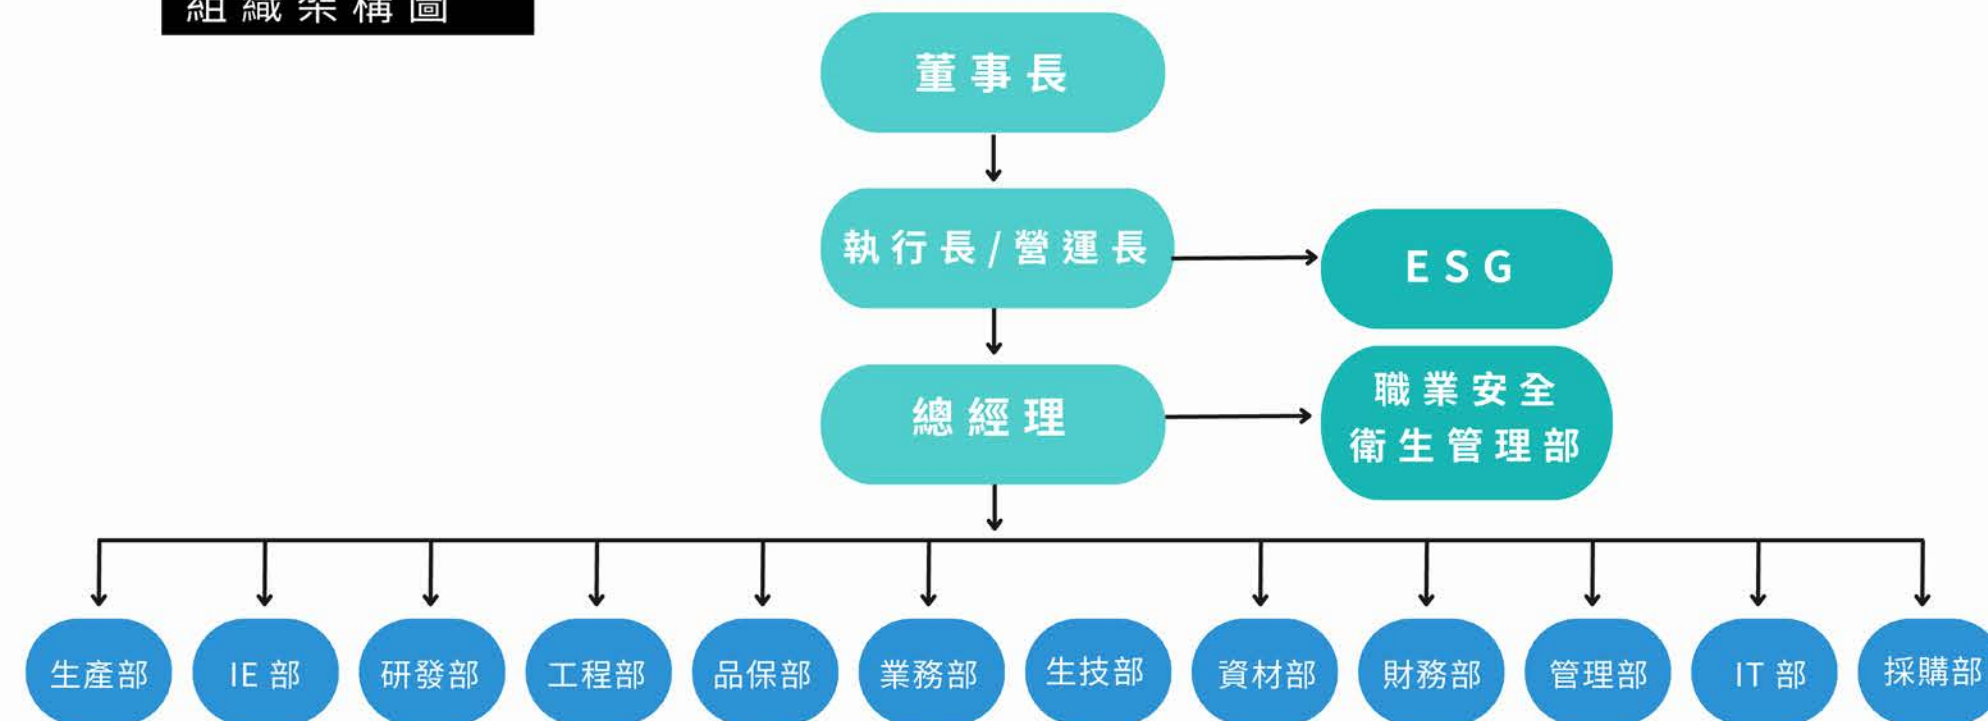 組織架構圖
董事長
執行長/營運長
ESG
總經理
職業安全
衛生管理部
生產部
IE 部
研發部
工程部
品保部
業務部
生技部
資材部
財務部
管理部
IT 部
採購部